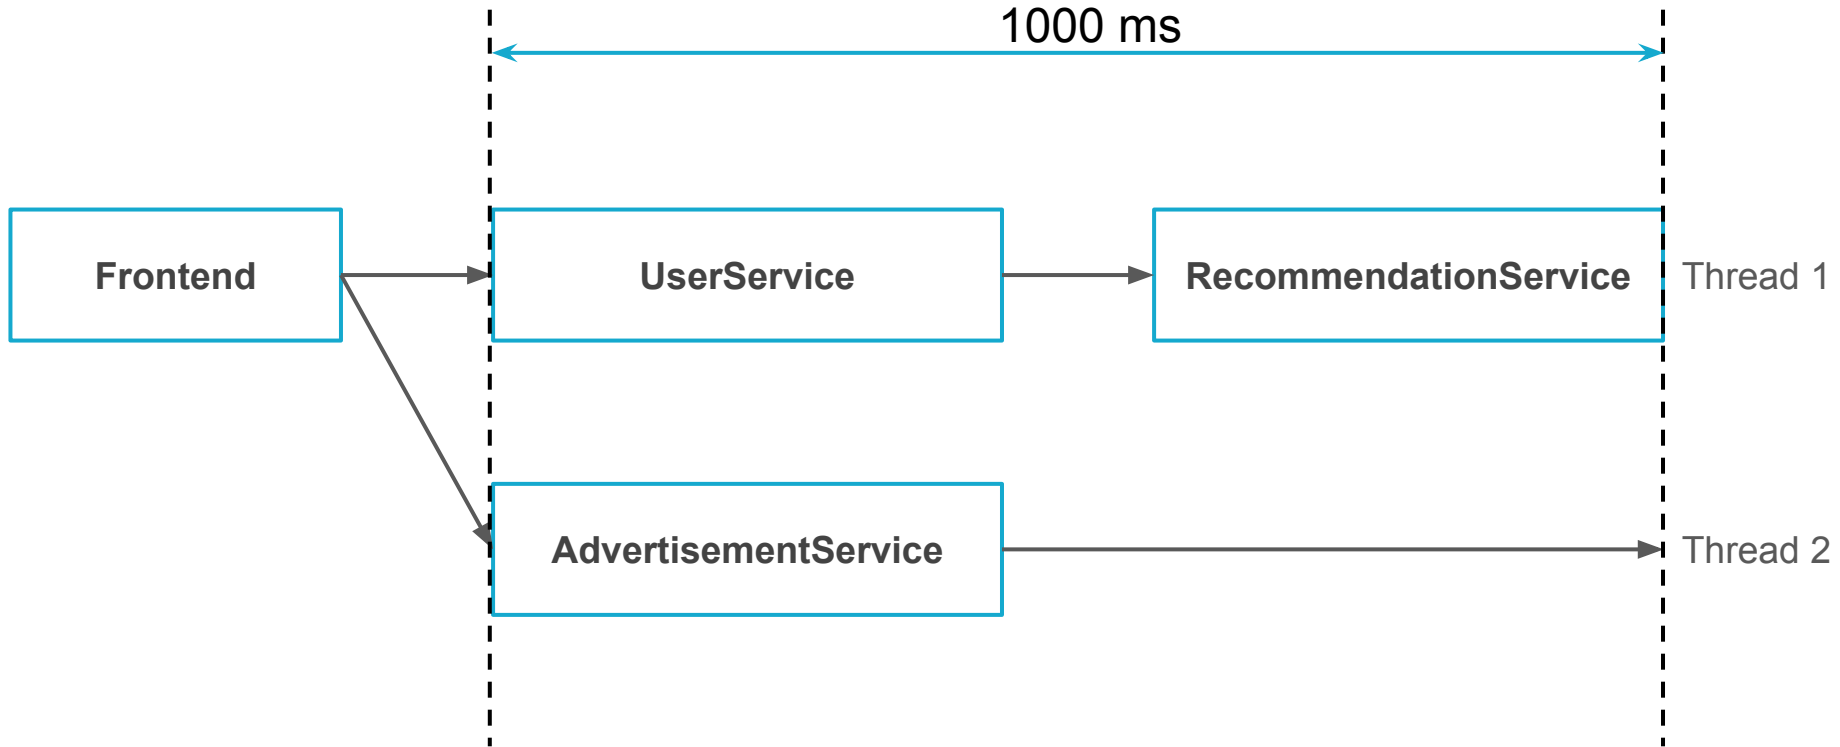 1000 ms
Frontend
UserService
RecommendationService
Thread 1
AdvertisementService
Thread 2